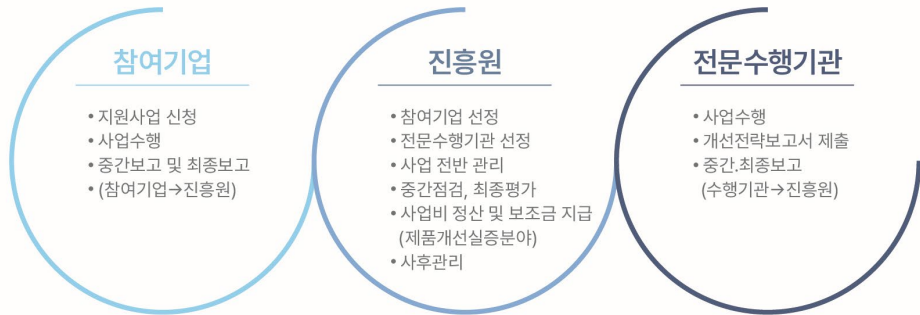 참여기업
• 지원사업 신청
• 사업수행
• 중간보고 및 최종보고
• (참여기업→진흥원)
진흥원
• 참여기업 선정
• 전문수행기관 선정
• 사업 전반 관리
• 중간점검, 최종평가
• 사업비 정산 및 보조금 지급
(제품개선실증분야)
• 사후관리
전문수행기관
• 사업수행
• 개선전략보고서 제출
• 중간.최종보고
(수행기관→진흥원)